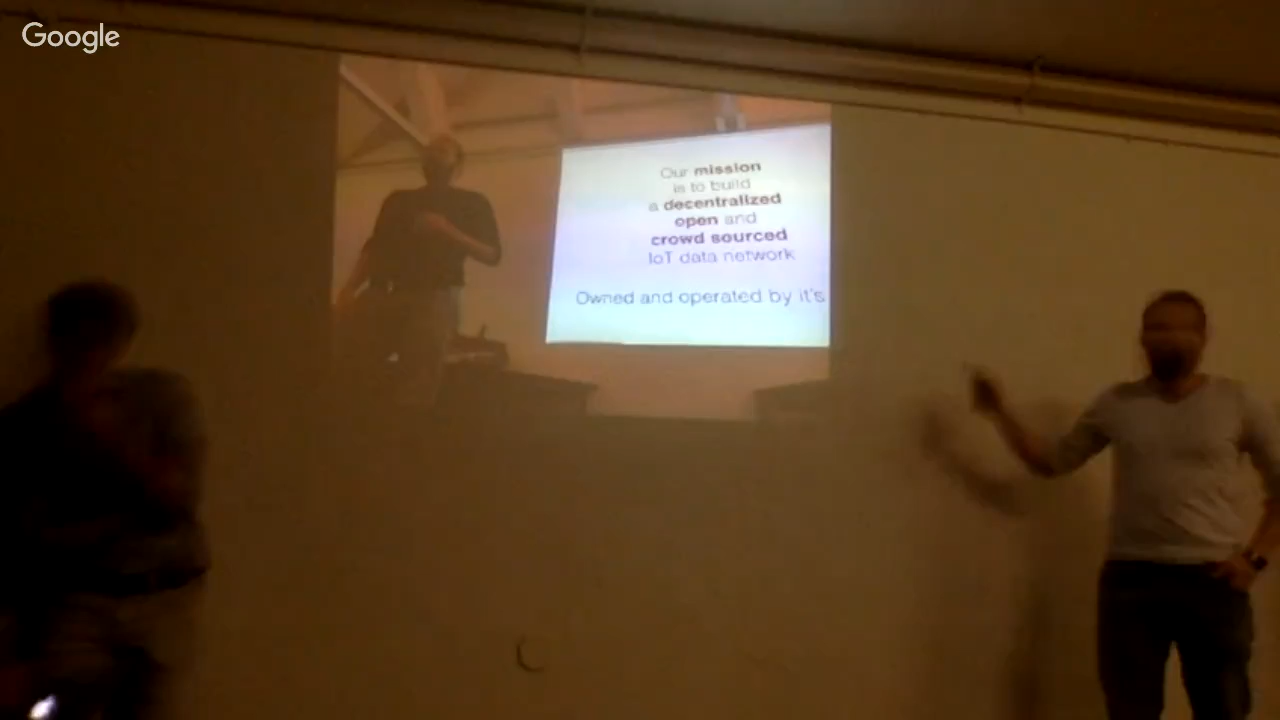 Google
Our mission
is to build
a decentralized
open and
crowd sourced
IoT data network
Owned and operated by it's